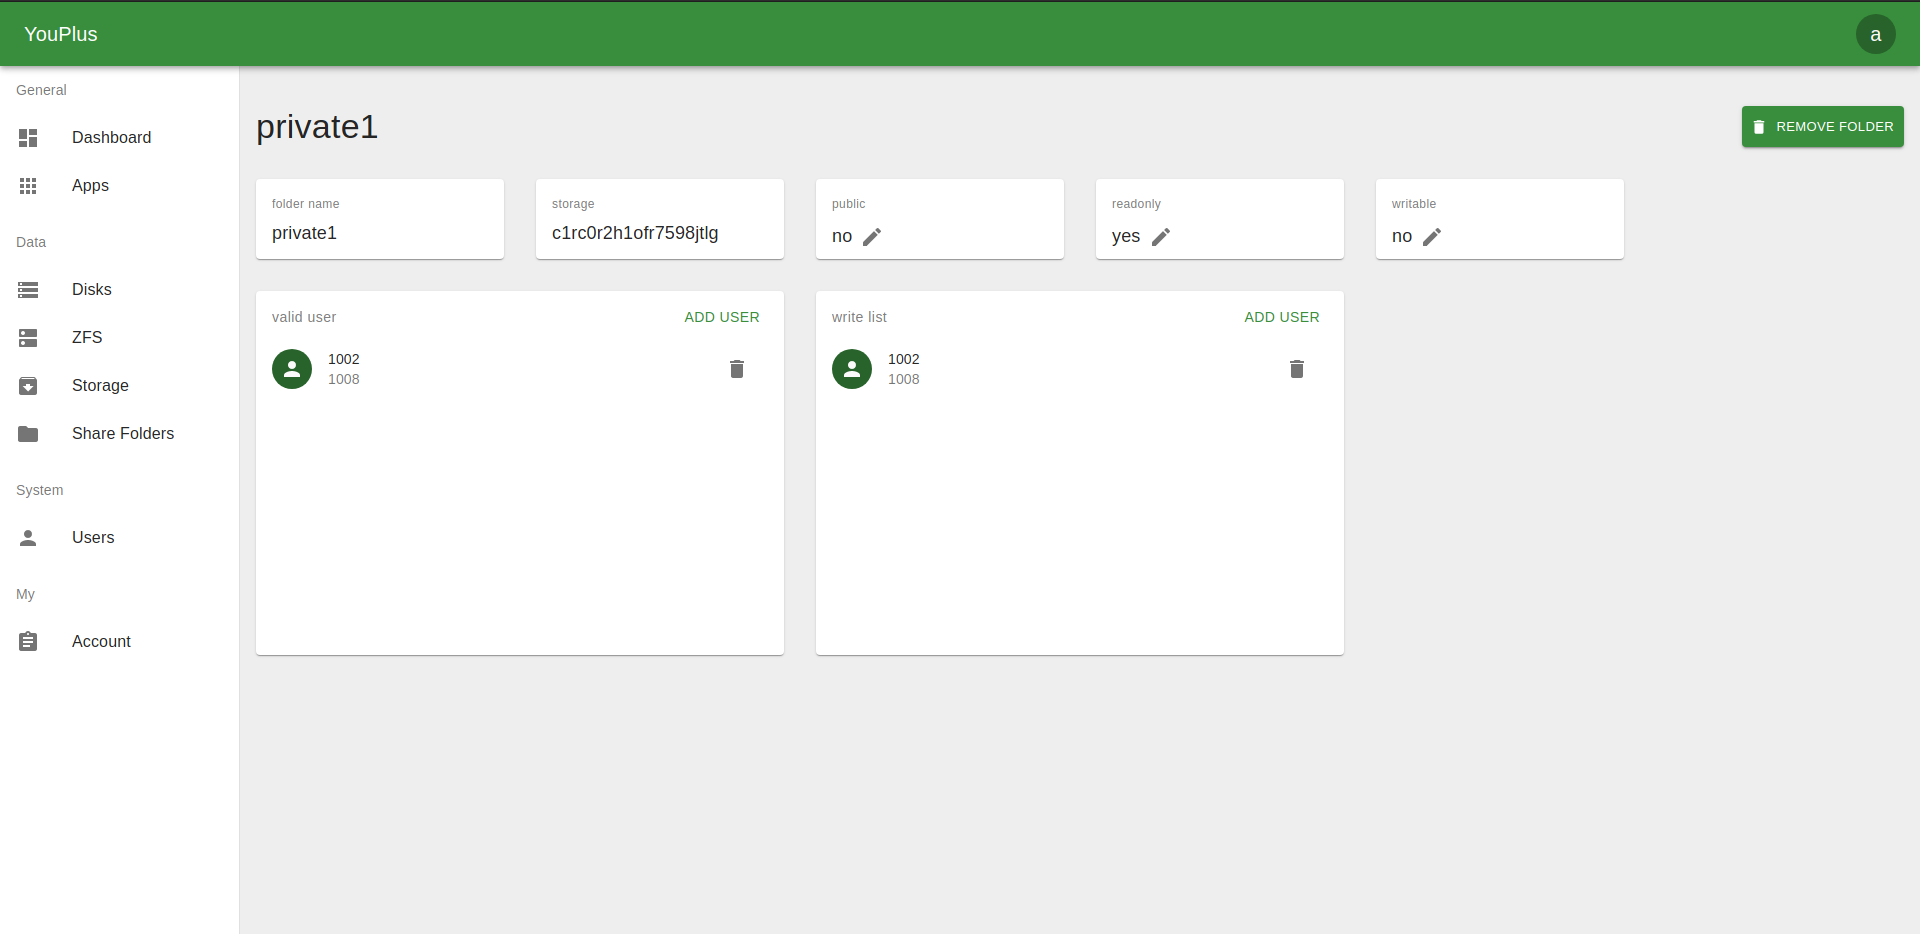 YouPlus
a
General
Dashboard
Apps
Data
Disks
ZFS
Storage
Share Folders
System
Users
My
Account
private1
REMOVE FOLDER
folder name
private1
storage
c1rc0r2h1ofr7598jtlg
public
no
readonly
yes
writable
no
valid user
ADD USER
1002
1008
write list
ADD USER
1002
1008